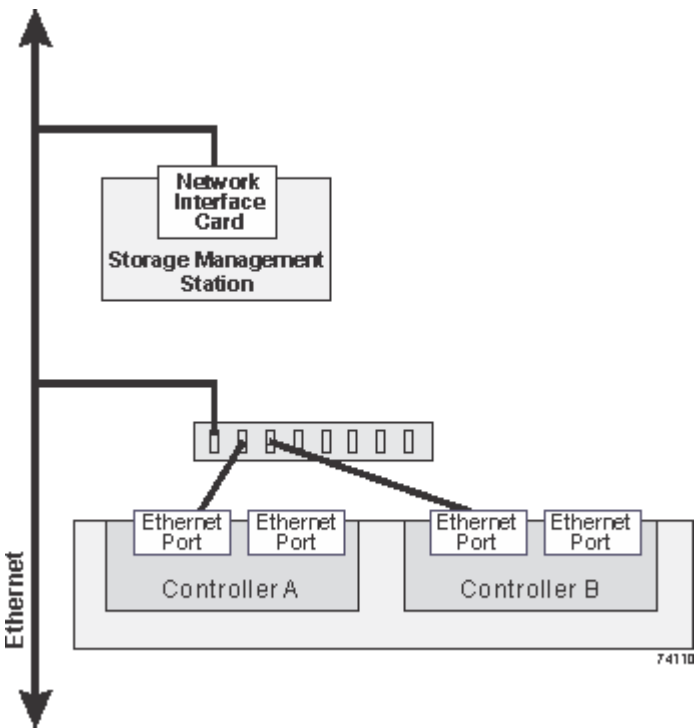 Network
Interface
Card
Storage Management
Station
Ethernet
Port
Ethernet
Port
Ethernet
Port
Ethernet
Port
Controller A
Controller B
Ethernet
74110